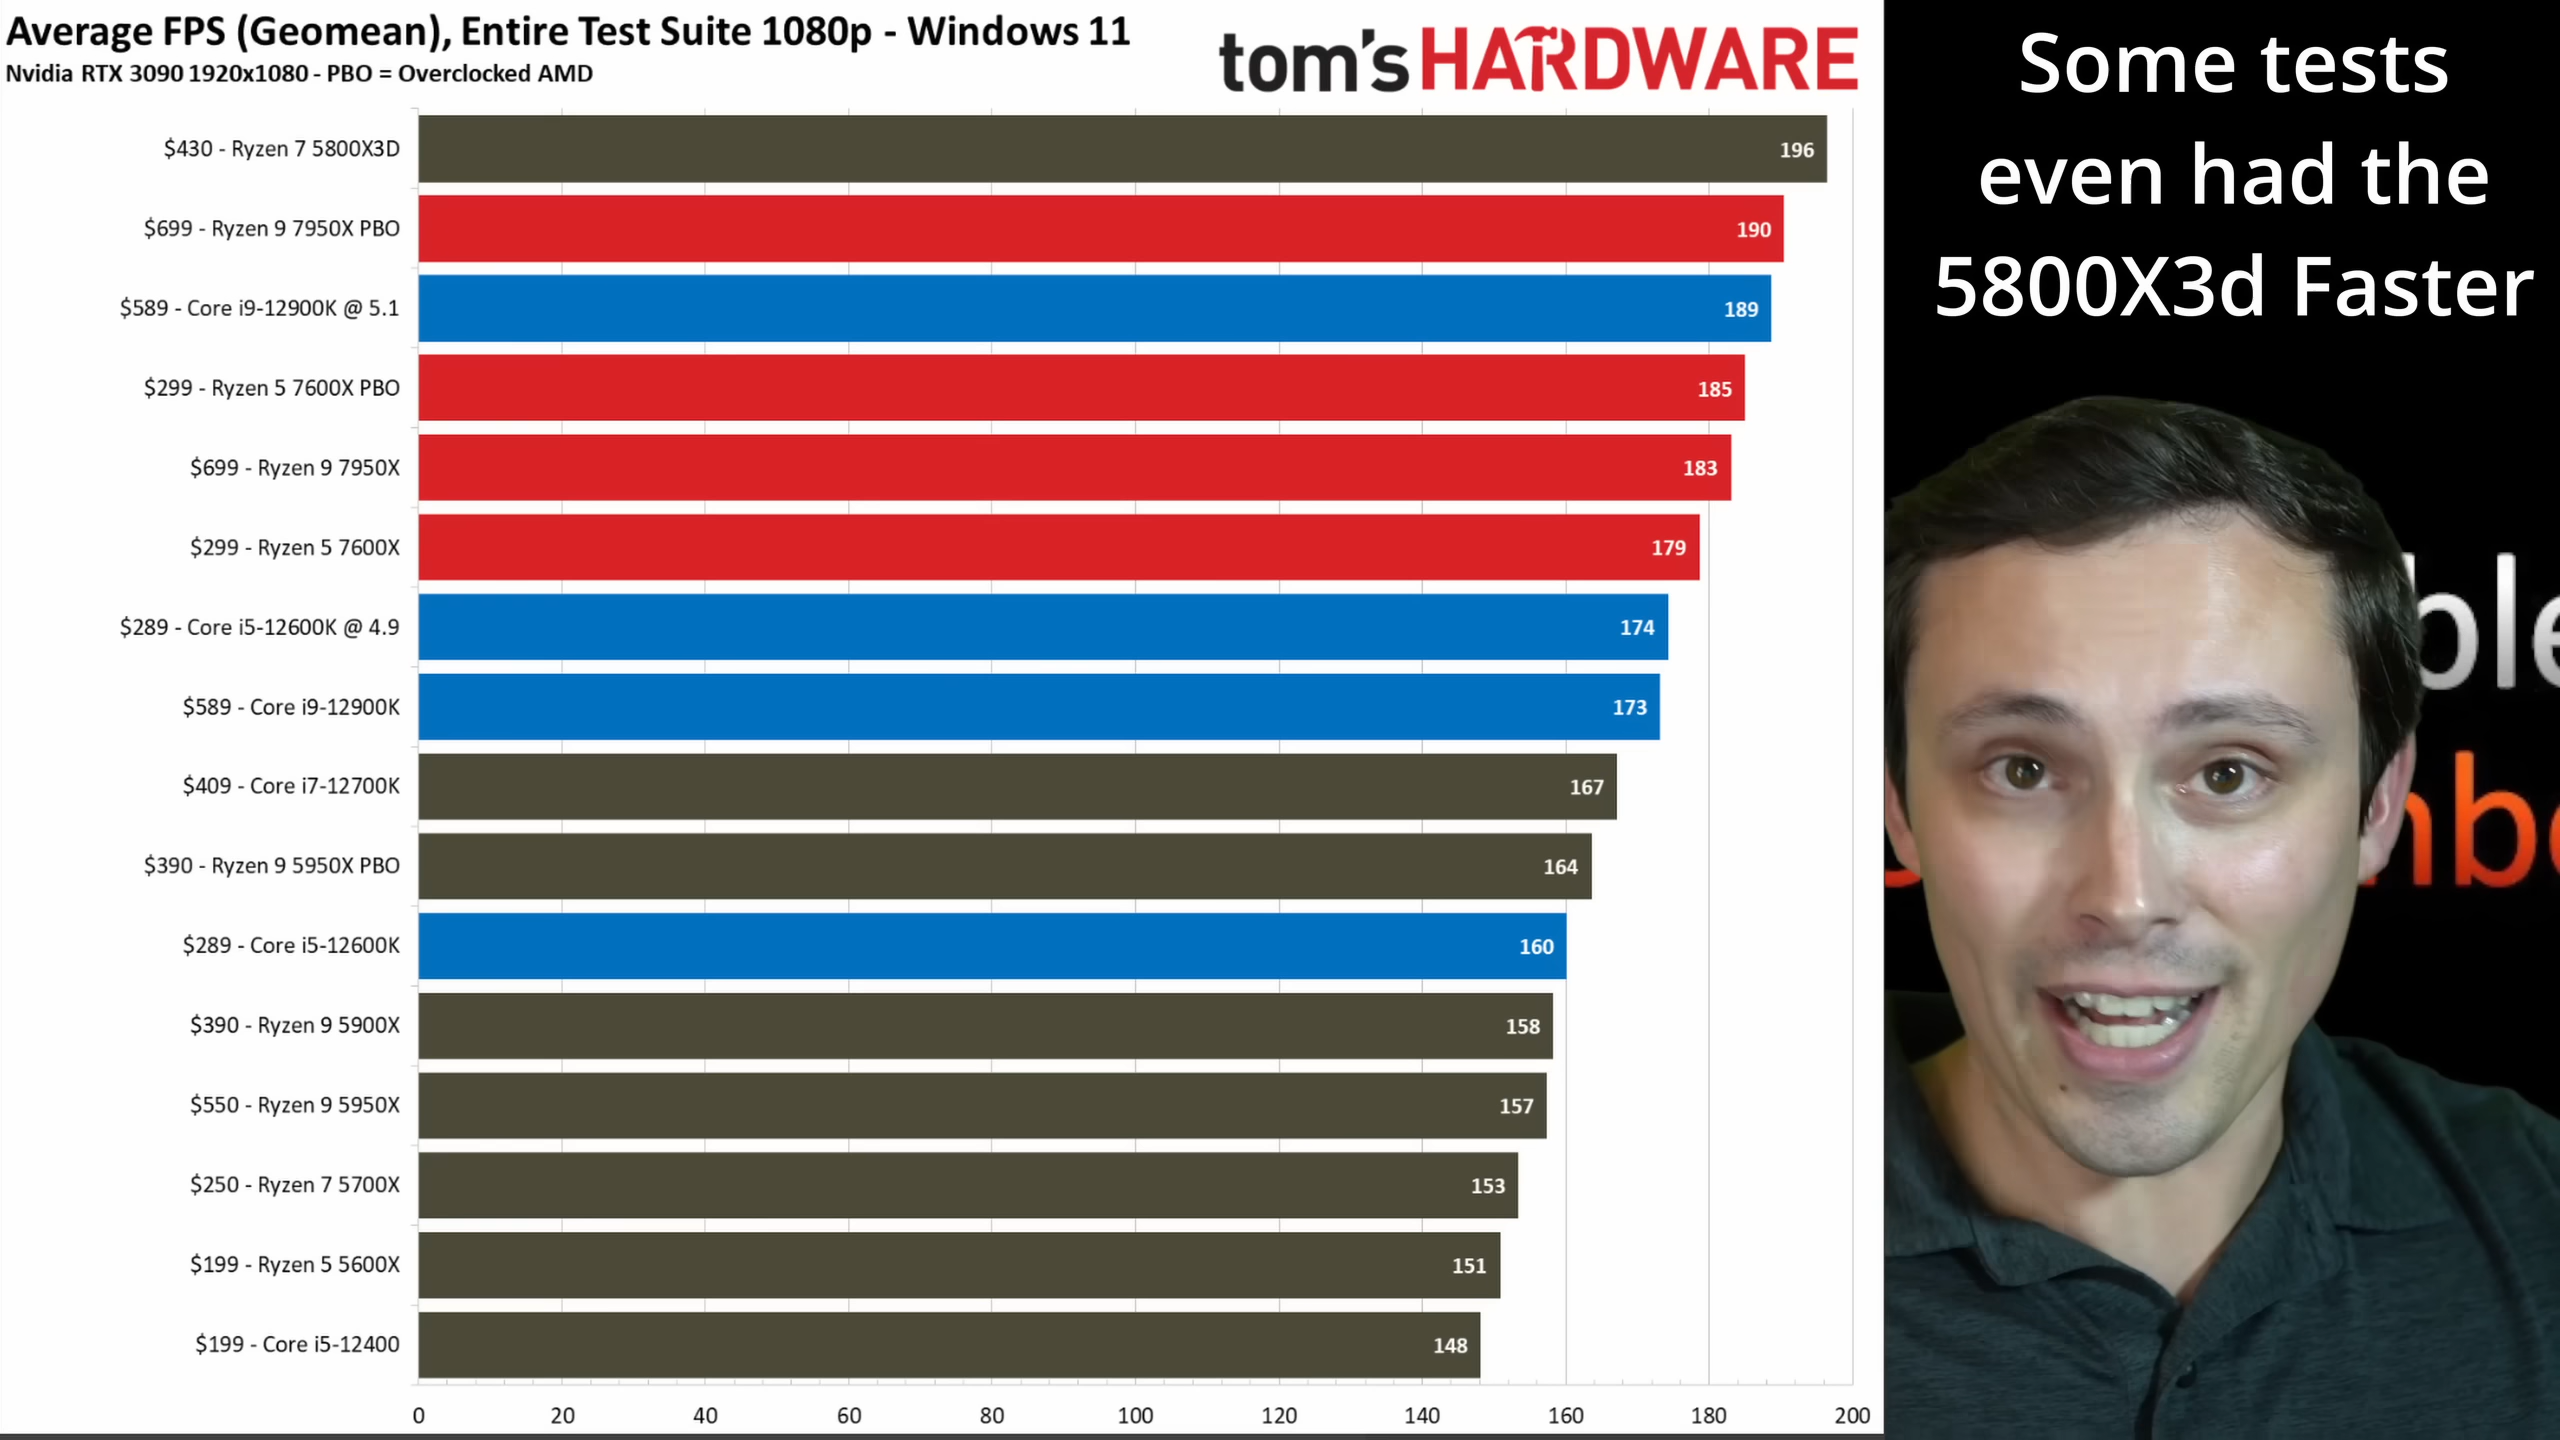 Average FPS (Geomean), Entire Test Suite 1080p - Windows 11
Nvidia RTX 3090 1920x1080 - PBO = Overclocked AMD
tom's HARDWARE
$430 - Ryzen 7 5800X3D 196
$699 - Ryzen 9 7950X PBO 190
$589 - Core i9-12900K @ 5.1 189
$299 - Ryzen 5 7600X PBO 185
$699 - Ryzen 9 7950X 183
$299 - Ryzen 5 7600X 179
$289 - Core i5-12600K @ 4.9 174
$589 - Core i9-12900K 173
$409 - Core i7-12700K 167
$390 - Ryzen 9 5950X PBO 164
$289 - Core i5-12600K 160
$390 - Ryzen 9 5900X 158
$550 - Ryzen 9 5950X 157
$250 - Ryzen 7 5700X 153
$199 - Ryzen 5 5600X 151
$199 - Core i5-12400 148
0 20 40 60 80 100 120 140 160 180 200
Some tests
even had the
5800X3d Faster